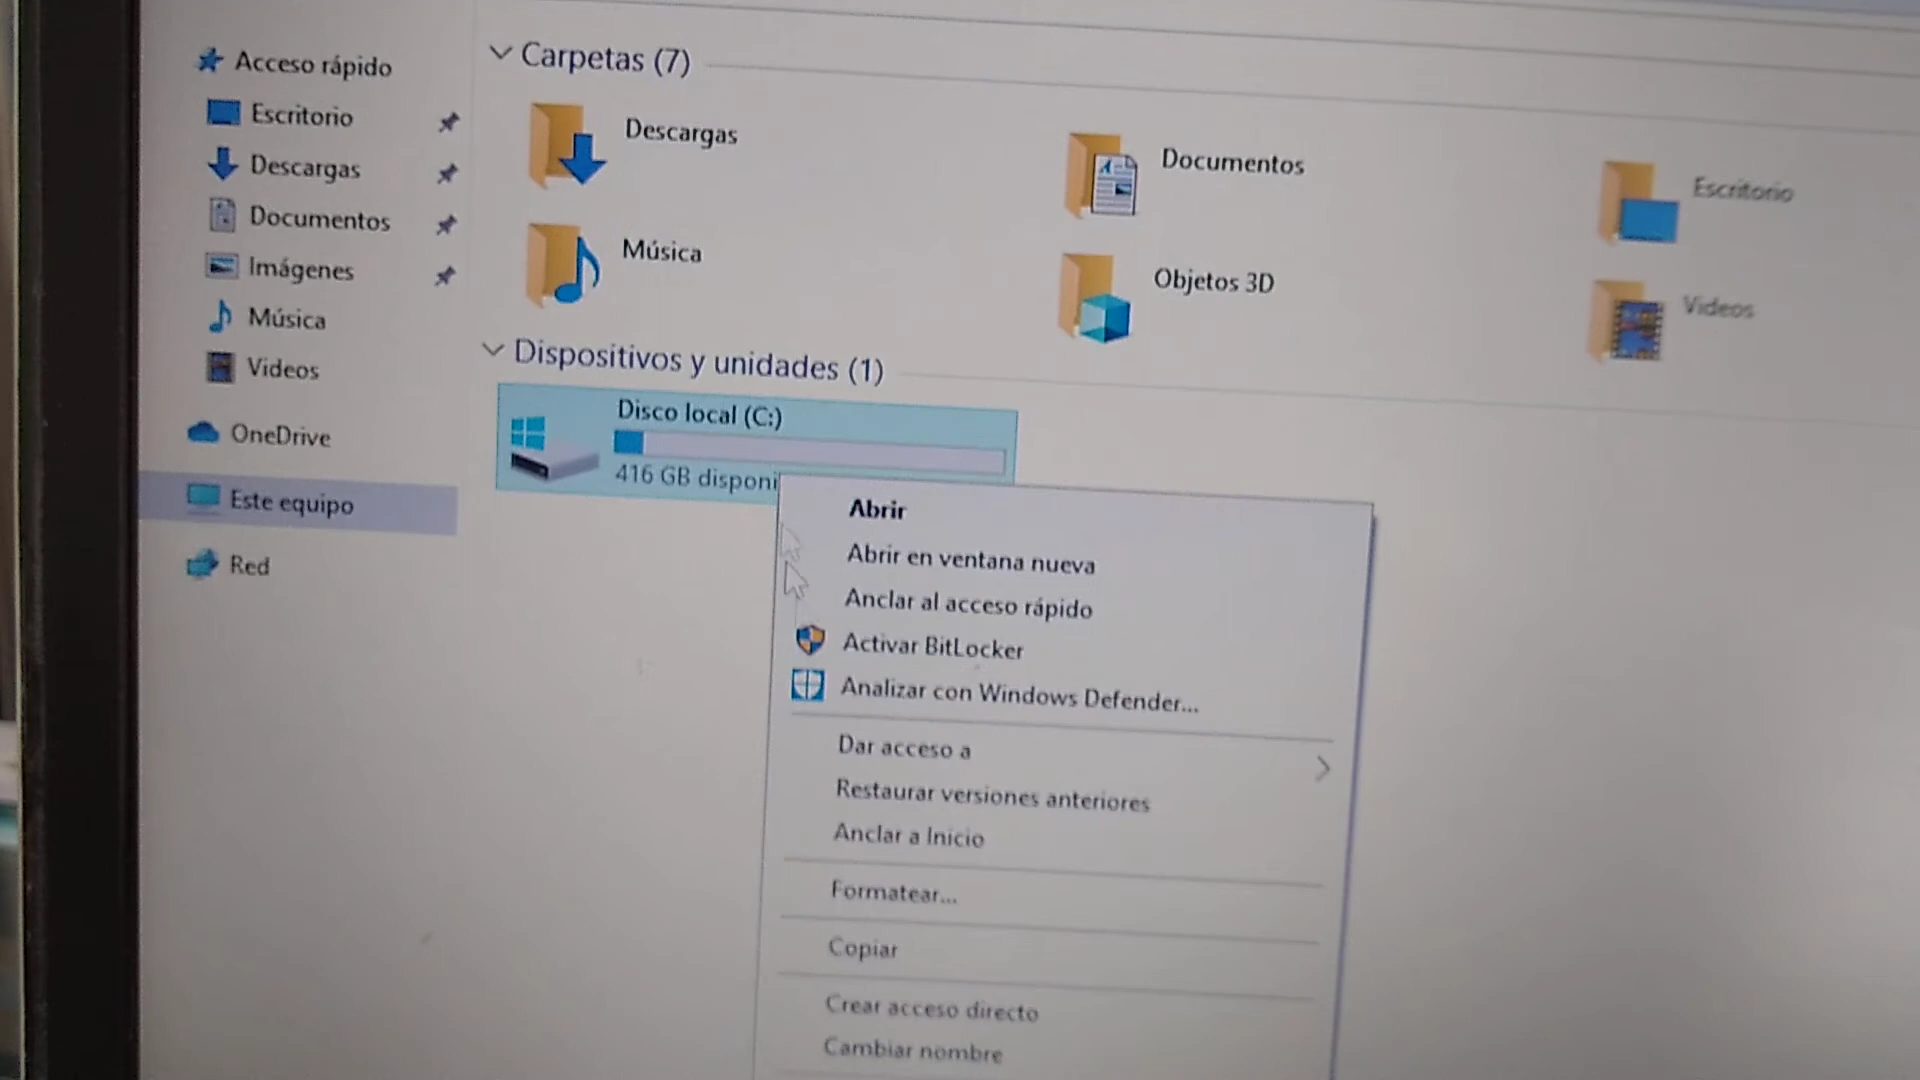 Acceso rápido
Escritorio
Descargas
Documentos
Imágenes
Música
Videos
OneDrive
Este equipo
Red
Carpetas (7)
Descargas
Documentos
Escritorio
Música
Objetos 3D
Videos
Dispositivos y unidades (1)
Disco local (C:)
416 GB disponi
Abrir
Abrir en ventana nueva
Anclar al acceso rápido
Activar BitLocker
Analizar con Windows Defender...
Dar acceso a
Restaurar versiones anteriores
Anclar a Inicio
Formatear...
Copiar
Crear acceso directo
Cambiar nombre